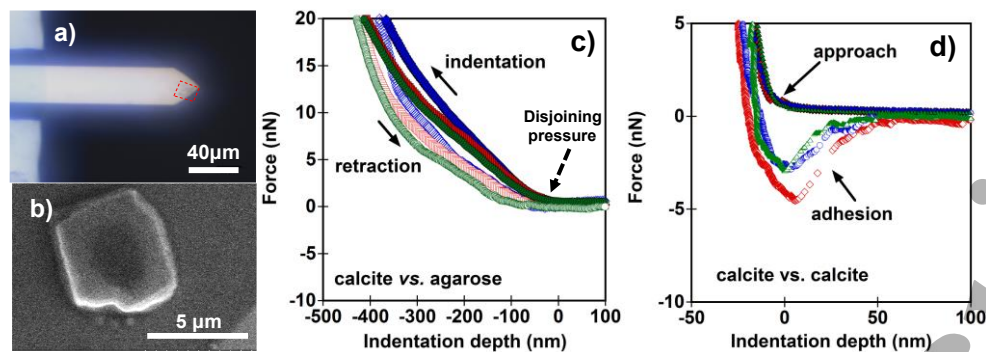 a)
40µm
b)
5 µm
c)
Force (nN)
20
15
10
5
0
-5
-10
indentation
Disjoining
pressure
retraction
calcite vs. agarose
-500 -400 -300 -200 -100 0 100
Indentation depth (nm)
d)
Force (nN)
5
0
-5
-10
approach
adhesion
calcite vs. calcite
-50 0 50 100
Indentation depth (nm)